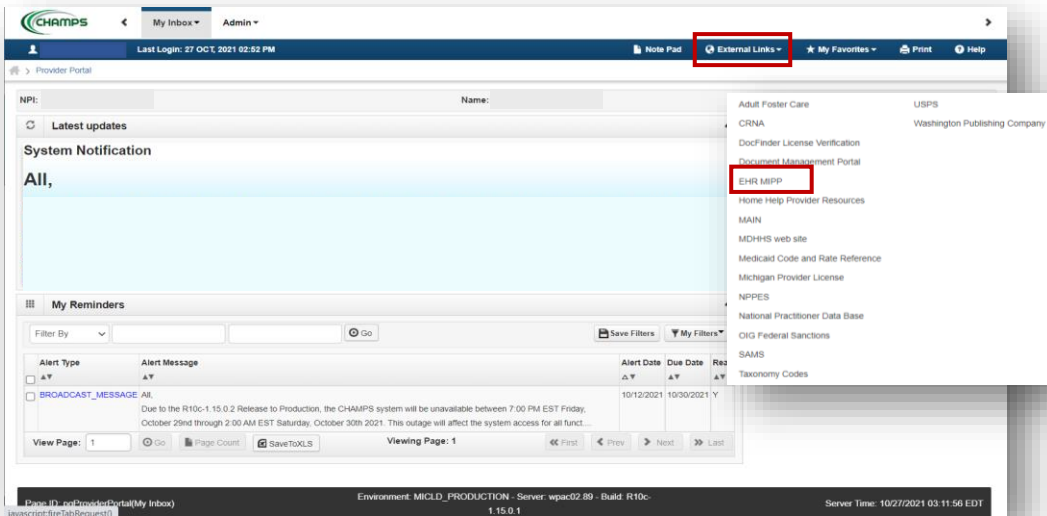 CHAMPS
My Inbox
Admin
Last Login: 27 OCT, 2021 02:52 PM
Note Pad
External Links
My Favorites
Print
Help
Provider Portal
NPI:
Name:
Latest updates
System Notification
All,
Adult Foster Care
CRNA
DocFinder License Verification
Document Management Portal
EHR MIPP
Home Help Provider Resources
MAIN
MDHHS web site
Medicaid Code and Rate Reference
Michigan Provider License
NPPES
National Practitioner Data Base
OIG Federal Sanctions
SAMS
Taxonomy Codes
USPS
Washington Publishing Company
My Reminders
Filter By
Go
Save Filters
My Filters
Alert Type
Alert Message
Alert Date
Due Date
Rea
BROADCAST_MESSAGE
All,
10/12/2021
10/30/2021
Y
Due to the R10c-1.15.0.2 Release to Production, the CHAMPS system will be unavailable between 7:00 PM EST Friday,
October 29nd through 2:00 AM EST Saturday, October 30th 2021. This outage will affect the system access for all funct...
View Page: 1
Go
Page Count
SaveToXLS
Viewing Page: 1
First
Prev
Next
Last
Page ID: pgProviderPortal(My Inbox)
Environment: MICLD_PRODUCTION - Server: wpac02.89 - Build: R10c-
1.15.0.1
Server Time: 10/27/2021 03:11:56 EDT
javascript:fireTabRequest()